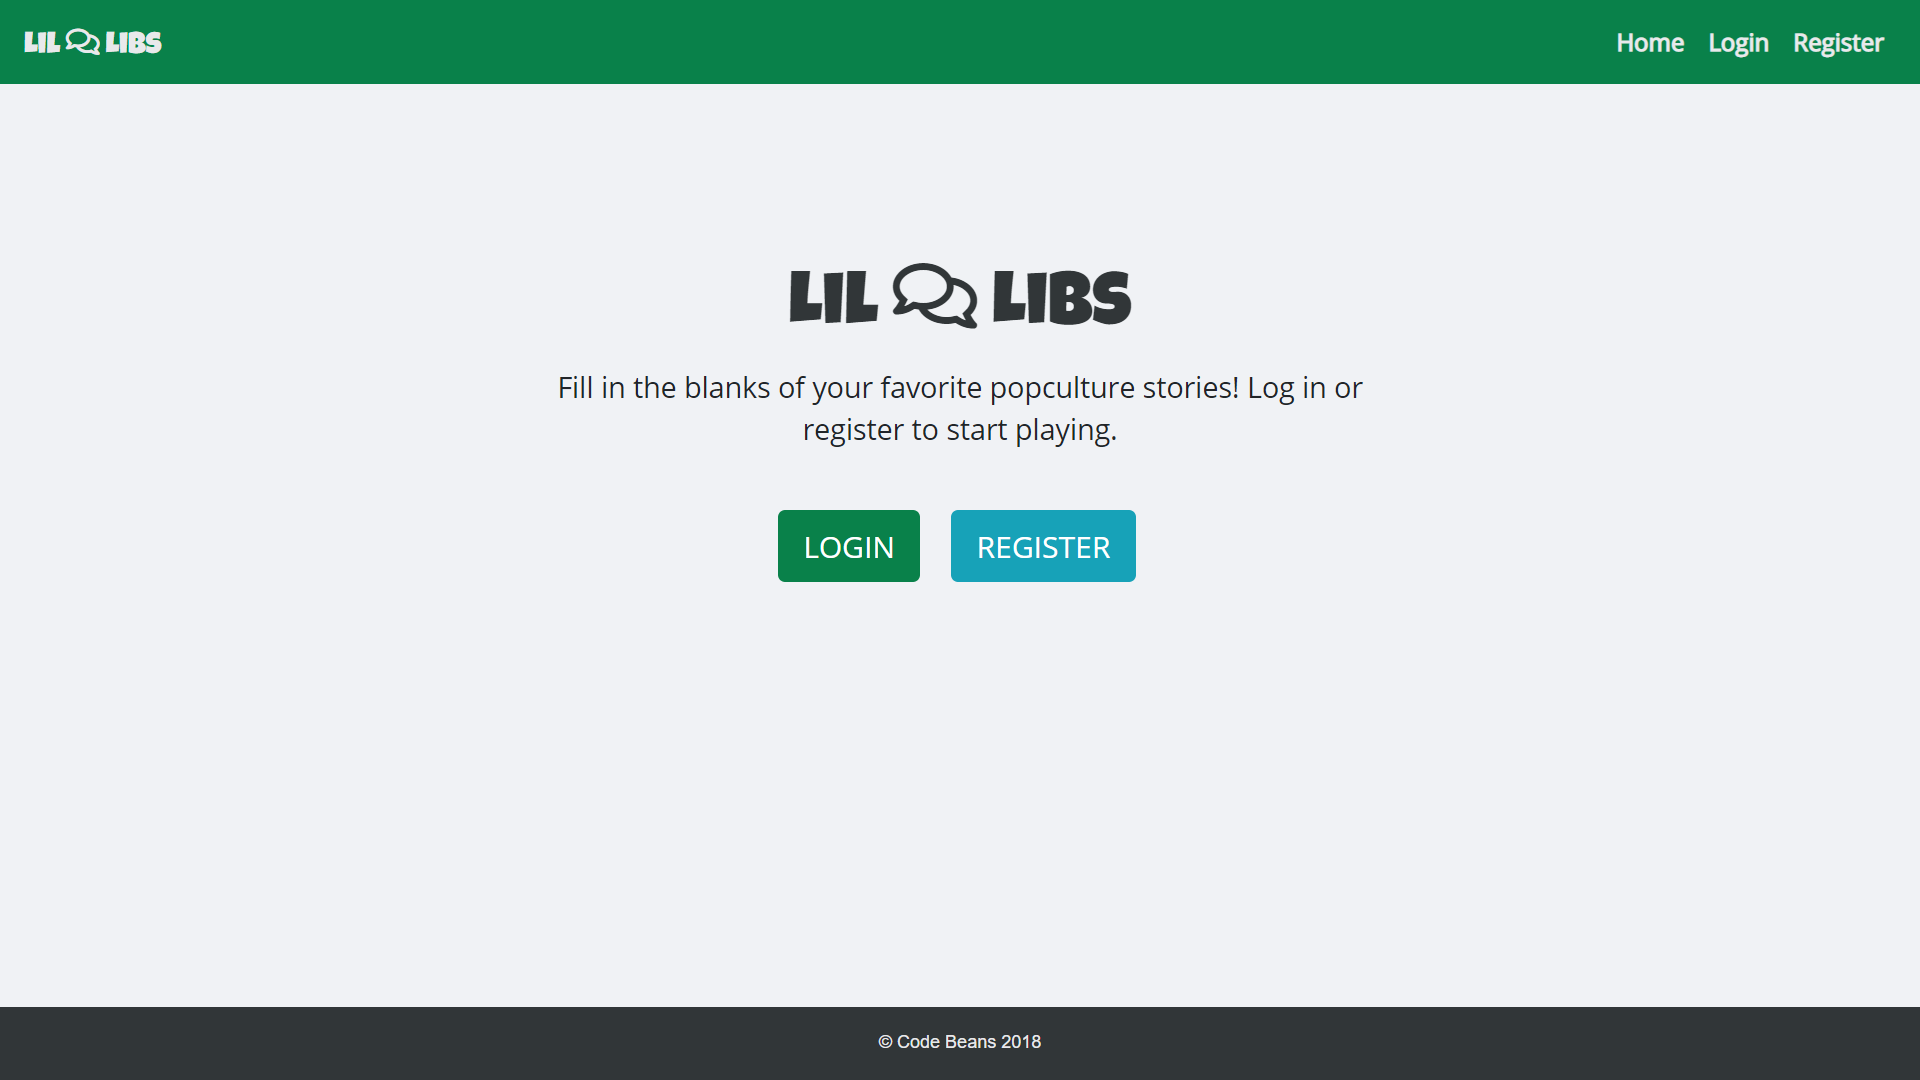 LIL LIBS
Home Login Register
LIL LIBS
Fill in the blanks of your favorite popculture stories! Log in or
register to start playing.
LOGIN REGISTER
© Code Beans 2018